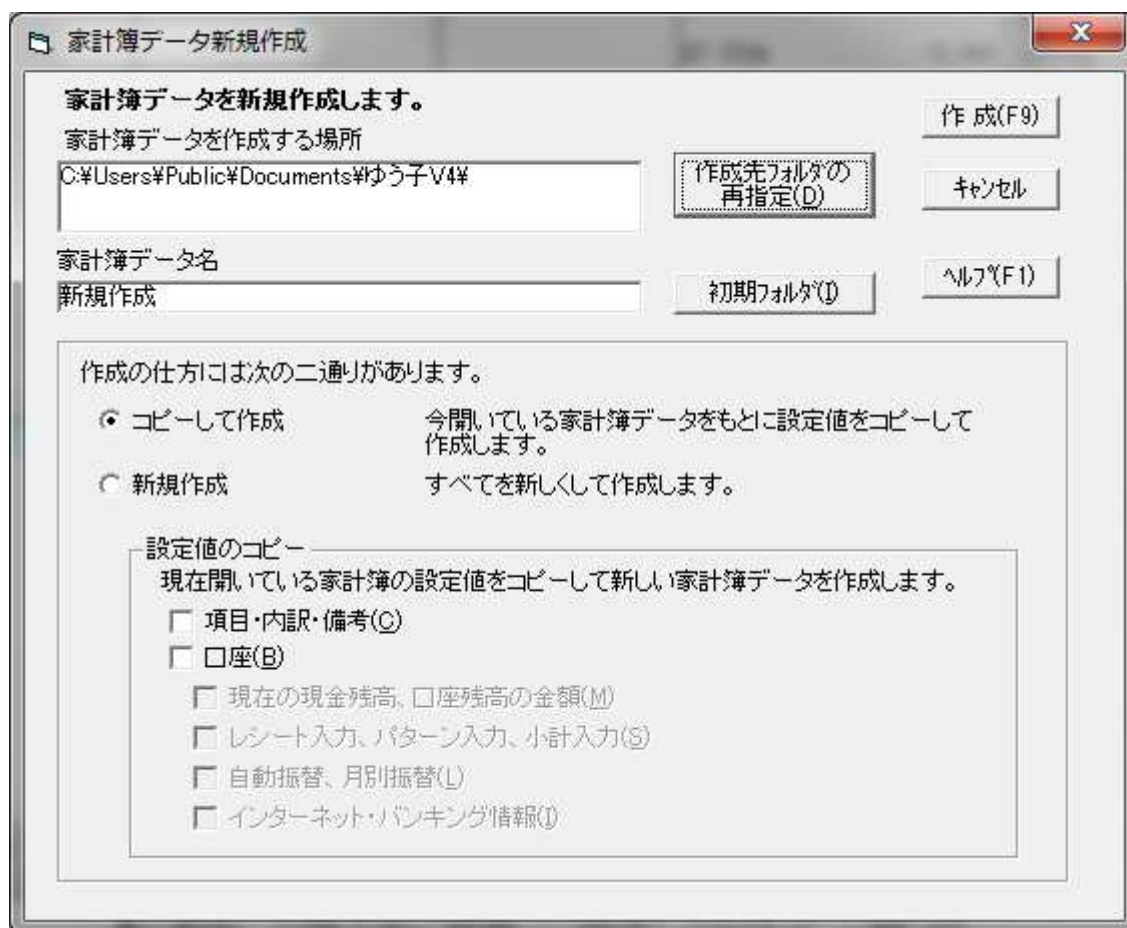 家計簿データ新規作成
家計簿データを新規作成します。
作 成(F9)
家計簿データを作成する場所
C:¥Users¥Public¥Documents¥ゆう子V4¥
作成先フォルダの
再指定(D)
キャンセル
家計簿データ名
新規作成
初期フォルダ(I)
ヘルプ(F1)
作成の仕方には次の二通りがあります。
コピーして作成
今開いている家計簿データをもとに設定値をコピーして
作成します。
新規作成
すべてを新しくして作成します。
設定値のコピー
現在開いている家計簿の設定値をコピーして新しい家計簿データを作成します。
項目・内訳・備考(C)
口座(B)
現在の現金残高、口座残高の金額(M)
レシート入力、パターン入力、小計入力(S)
自動振替、月別振替(L)
インターネット・バンキング情報(I)